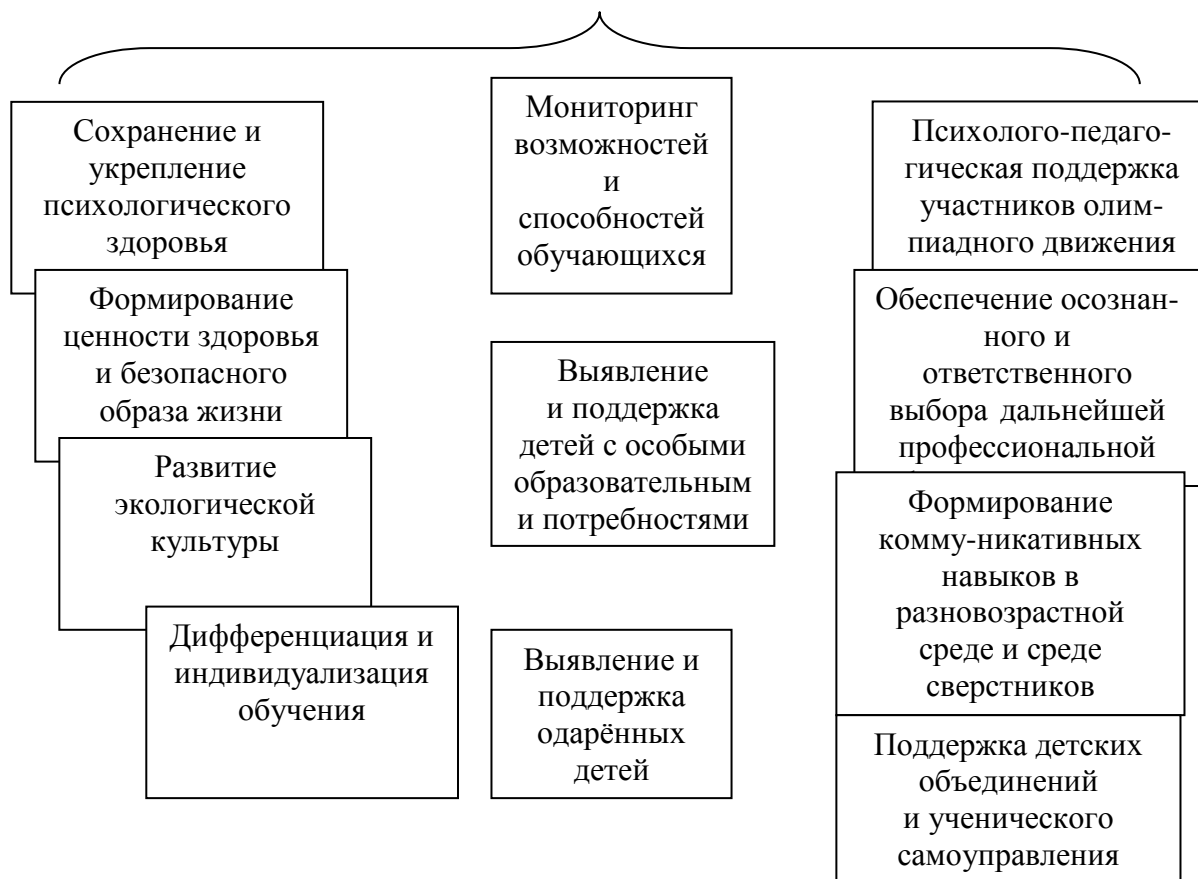 Сохранение и
укрепление
психологического
здоровья
Формирование
ценности здоровья
и безопасного
образа жизни
Развитие
экологической
культуры
Дифференциация и
индивидуализация
обучения
Мониторинг
возможностей
и
способностей
обучающихся
Выявление
и поддержка
детей с особыми
образовательным
и потребностями
Выявление и
поддержка
одарённых
детей
Психолого-педаго-
гическая поддержка
участников олим-
пиадного движения
Обеспечение осознан-
ного и
ответственного
выбора дальнейшей
профессиональной
Формирование
комму-никативных
навыков в
разновозрастной
среде и среде
сверстников
Поддержка детских
объединений
и ученического
самоуправления